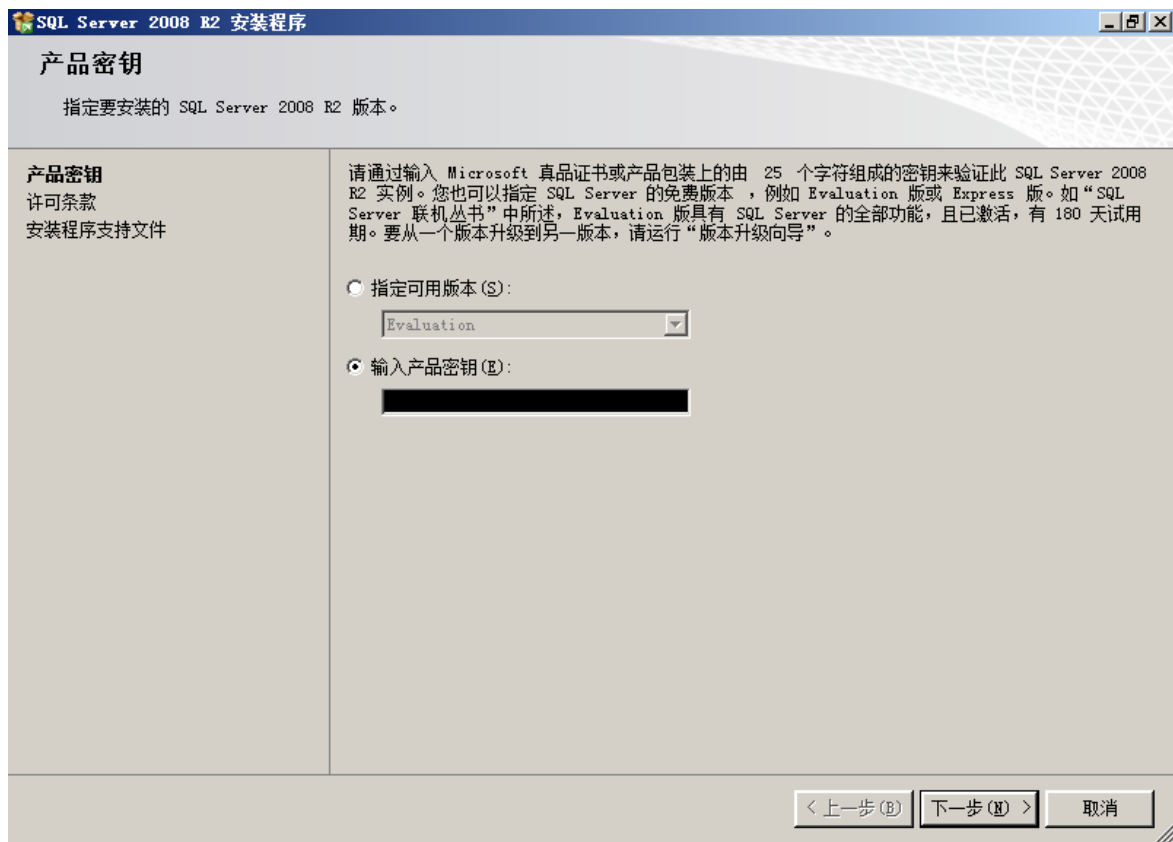 SQL Server 2008 R2 安装程序
产品密钥
指定要安装的 SQL Server 2008 R2 版本。
产品密钥
许可条款
安装程序支持文件
请通过输入 Microsoft 真品证书或产品包装上的由 25 个字符组成的密钥来验证此 SQL Server 2008
R2 实例。您也可以指定 SQL Server 的免费版本 ，例如 Evaluation 版或 Express 版。如“SQL
Server 联机丛书”中所述，Evaluation 版具有 SQL Server 的全部功能，且已激活，有 180 天试用
期。要从一个版本升级到另一版本，请运行“版本升级向导”。
指定可用版本(S):
Evaluation
输入产品密钥(E):
< 上一步(B)
下一步(N) >
取消